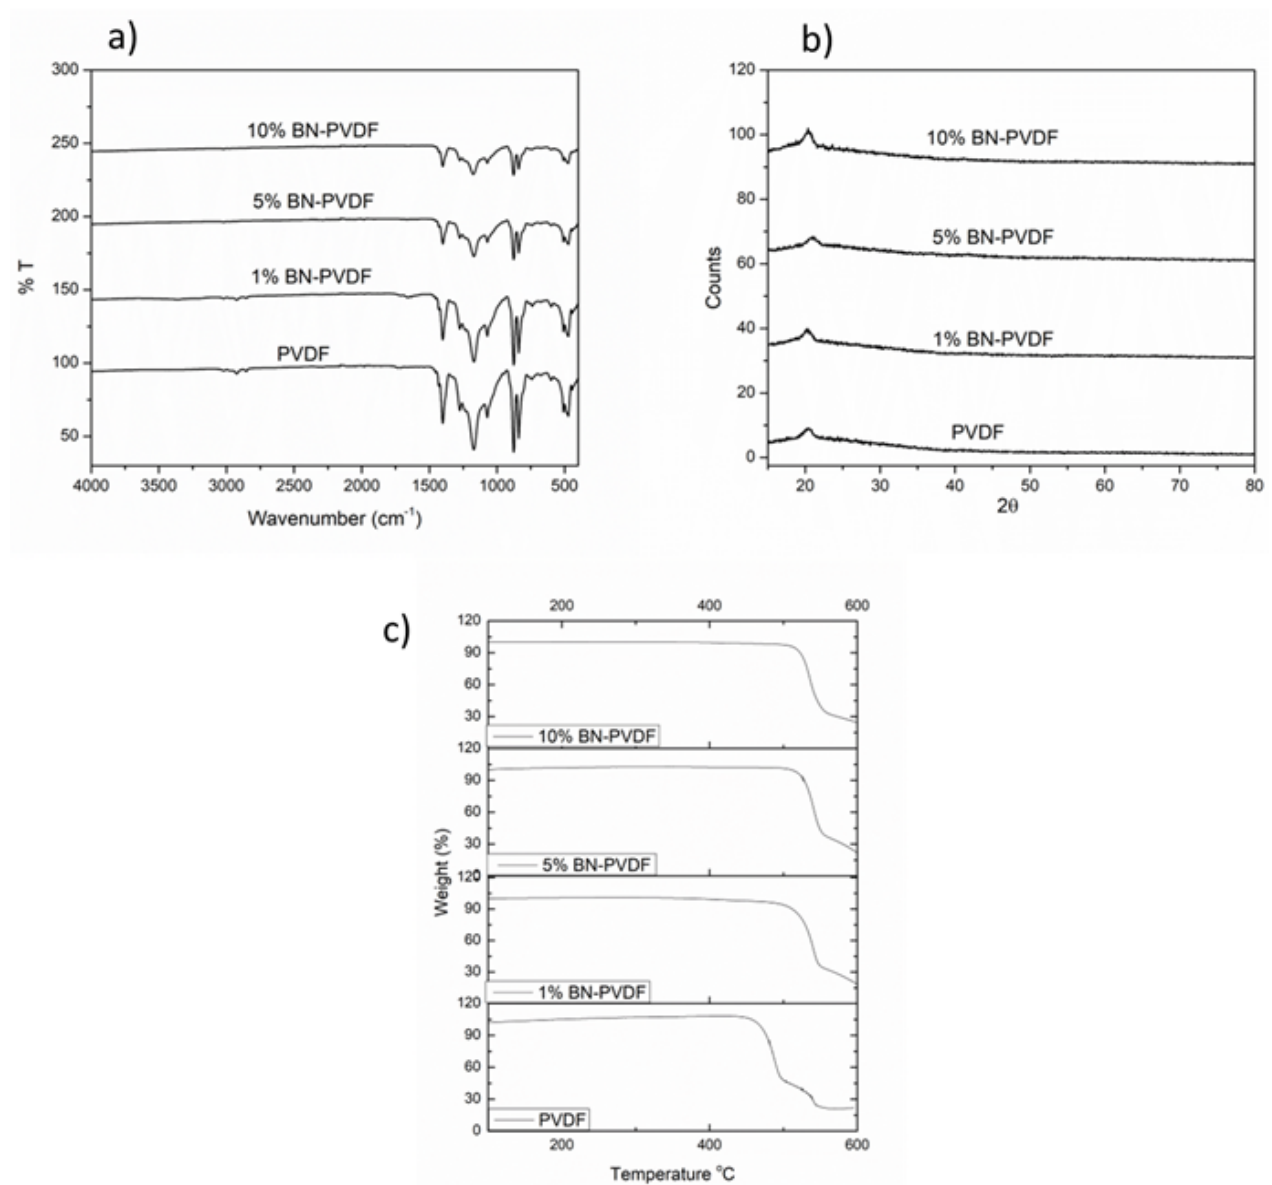 a)
300
250
200
150
100
50
% T
10% BN-PVDF
5% BN-PVDF
1% BN-PVDF
PVDF
4000 3500 3000 2500 2000 1500 1000 500
Wavenumber (cm⁻¹)
b)
120
100
80
60
40
20
0
Counts
10% BN-PVDF
5% BN-PVDF
1% BN-PVDF
PVDF
20 30 40 50 60 70 80
2θ
c)
200 400 600
120
90
60
30
10% BN-PVDF
120
90
60
30
0
5% BN-PVDF
120
90
60
30
1% BN-PVDF
120
90
60
30
0
PVDF
Weight (%)
200 400 600
Temperature °C